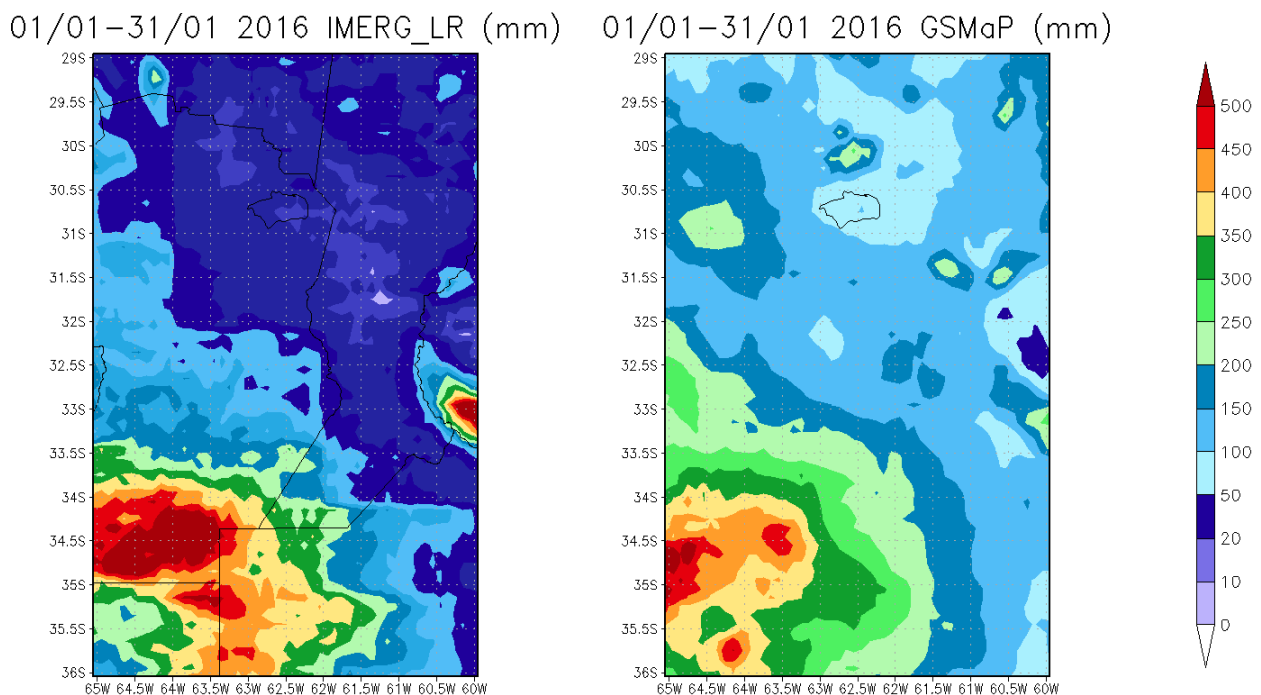 01/01-31/01 2016 IMERG_LR (mm)
01/01-31/01 2016 GSMaP (mm)
29S
29.5S
30S
30.5S
31S
31.5S
32S
32.5S
33S
33.5S
34S
34.5S
35S
35.5S
36S
65W 64.5W 64W 63.5W 63W 62.5W 62W 61.5W 61W 60.5W 60W
29S
29.5S
30S
30.5S
31S
31.5S
32S
32.5S
33S
33.5S
34S
34.5S
35S
35.5S
36S
65W 64.5W 64W 63.5W 63W 62.5W 62W 61.5W 61W 60.5W 60W
500
450
400
350
300
250
200
150
100
50
20
10
0